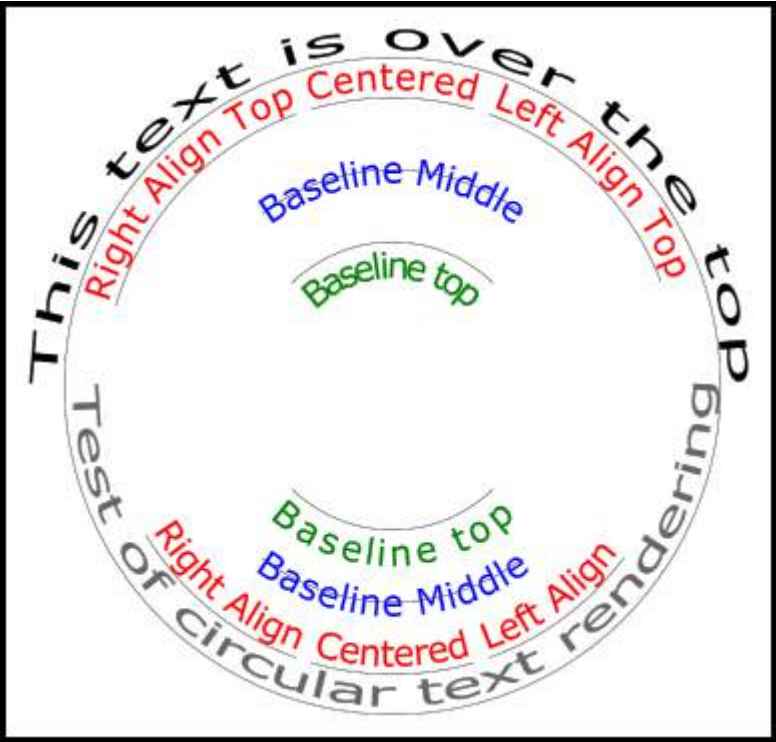 This text is over the top
Right Align Top
Centered
Left Align Top
Baseline Middle
Baseline top
Baseline top
Baseline Middle
Right Align
Centered
Left Align
Test of circular text rendering